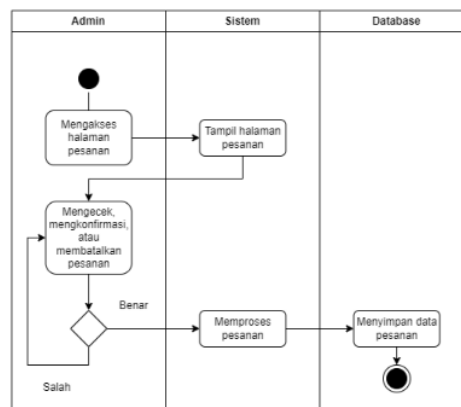 Admin
Sistem
Database
Mengakses
halaman
pesanan
Tampil halaman
pesanan
Mengecek,
mengkonfirmasi,
atau
membatalkan
pesanan
Benar
Memproses
pesanan
Menyimpan data
pesanan
Salah